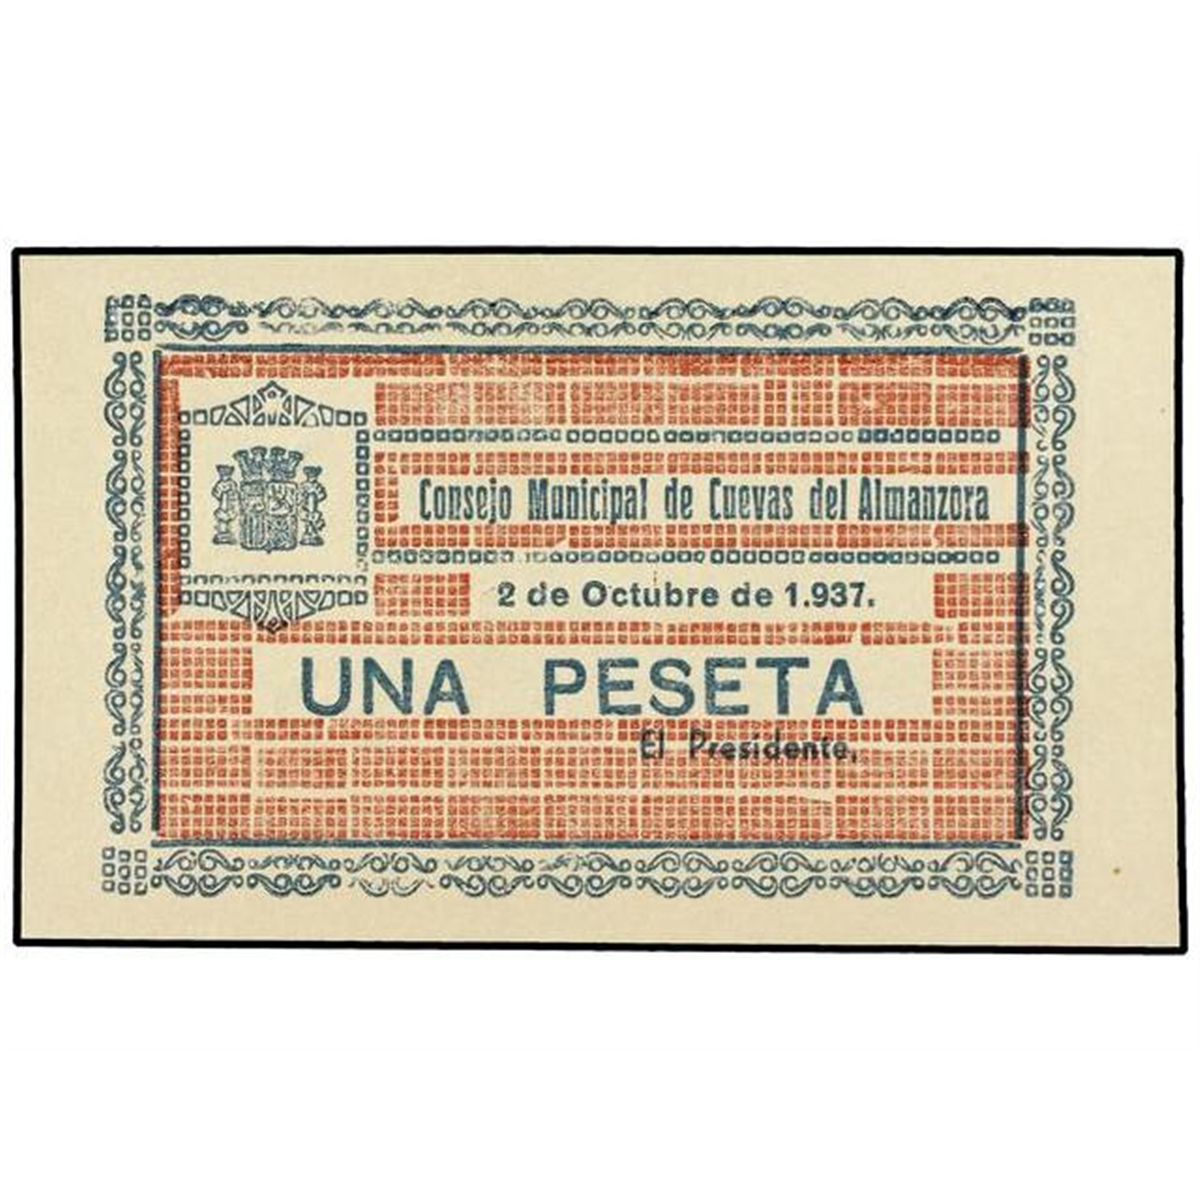 Consejo Municipal de Cuevas del Almanzora
2 de Octubre de 1.937.
UNA PESETA
El Presidente,